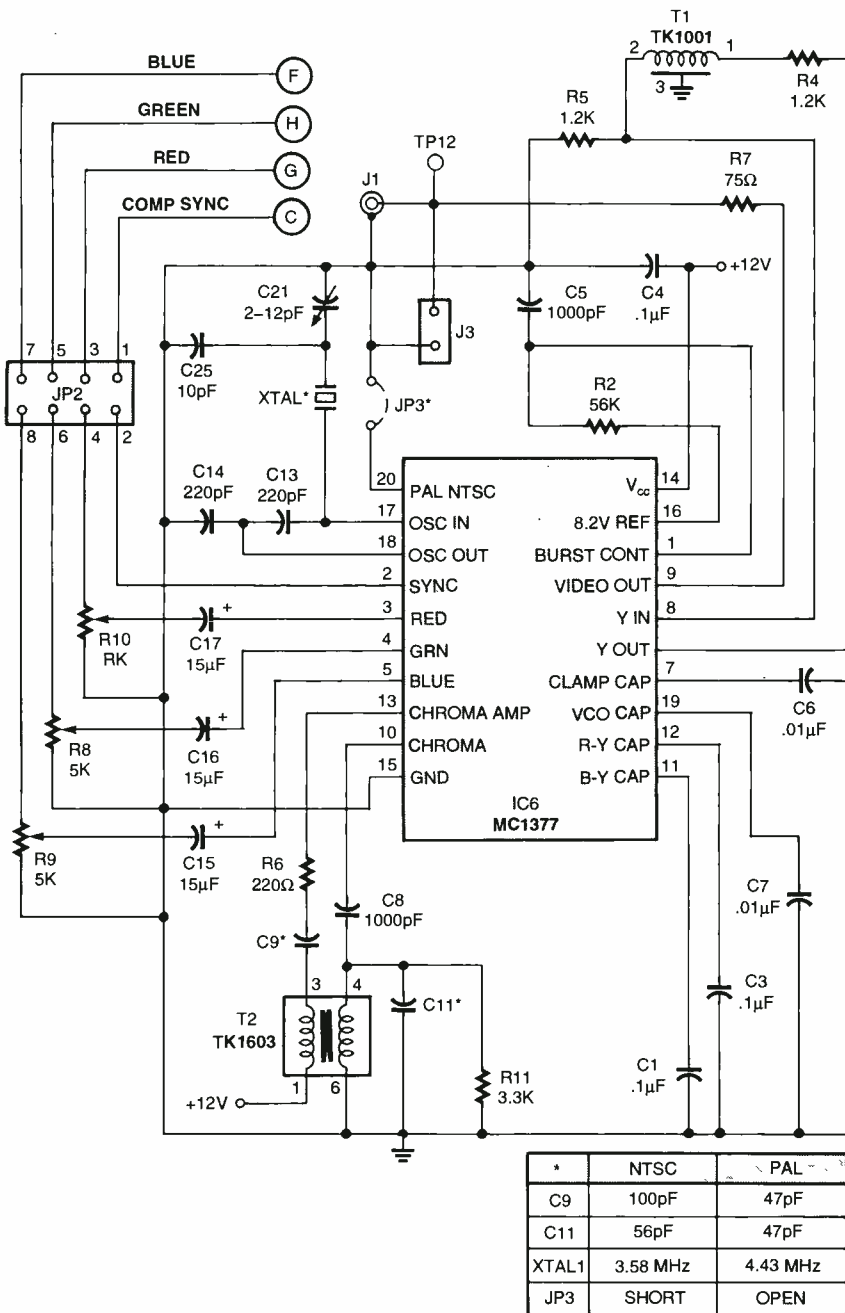 T1
TK1001
2
1
3
R4
1.2K
BLUE
F
GREEN
H
RED
G
COMP SYNC
C
R5
1.2K
TP12
J1
R7
75Ω
+12V
C21
2–12pF
C5
1000pF
C4
.1µF
J3
7
5
3
1
JP2
8
6
4
2
C25
10pF
XTAL*
JP3*
R2
56K
C14
220pF
C13
220pF
20
PAL NTSC
Vcc
14
17
OSC IN
8.2V REF
16
18
OSC OUT
BURST CONT
1
2
SYNC
VIDEO OUT
9
3
RED
Y IN
8
4
GRN
Y OUT
5
BLUE
CLAMP CAP
7
13
CHROMA AMP
VCO CAP
19
10
CHROMA
R-Y CAP
12
15
GND
B-Y CAP
11
IC6
MC1377
R10
RK
C17
+
15µF
R8
5K
C16
+
15µF
R9
5K
C15
+
15µF
C6
.01µF
R6
220Ω
C8
1000pF
C9*
C7
.01µF
3
4
T2
TK1603
1
6
+12V
C11*
R11
3.3K
C3
.1µF
C1
.1µF
* NTSC PAL
C9 100pF 47pF
C11 56pF 47pF
XTAL1 3.58 MHz 4.43 MHz
JP3 SHORT OPEN